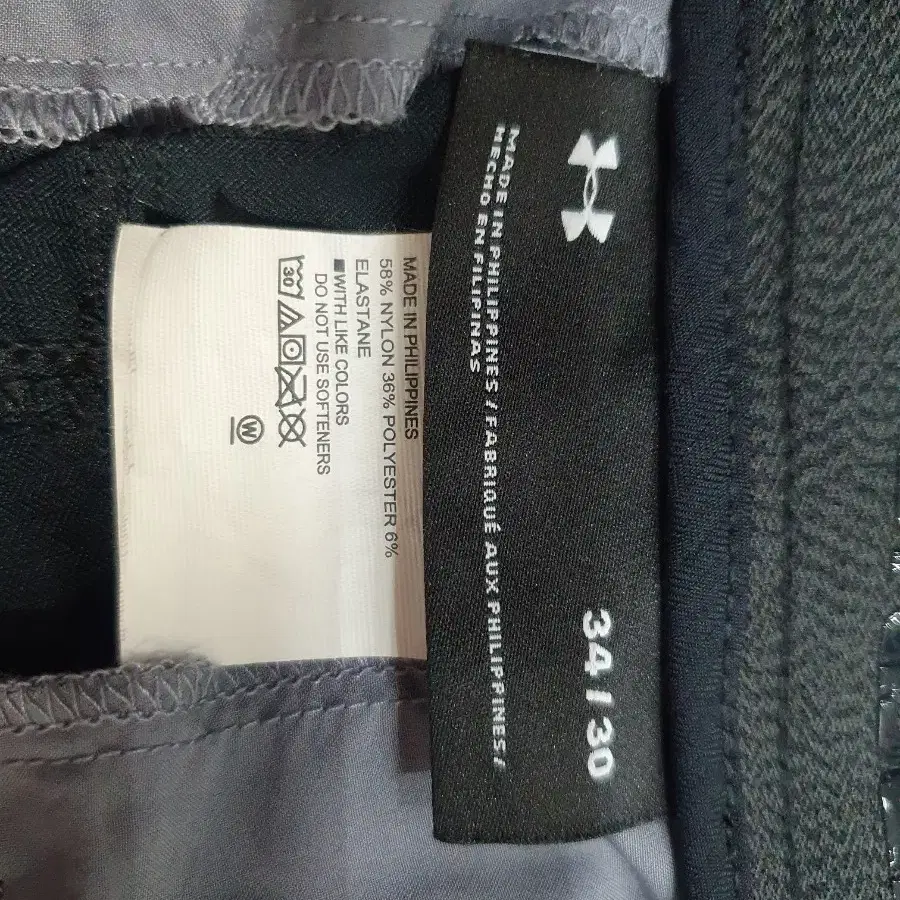 MADE IN PHILIPPINES / FABRIQUÉ AUX PHILIPPINES /
HECHO EN FILIPINAS
34 / 30
MADE IN PHILIPPINES
58% NYLON 36% POLYESTER 6%
ELASTANE
■WITH LIKE COLORS
DO NOT USE SOFTENERS
30
W